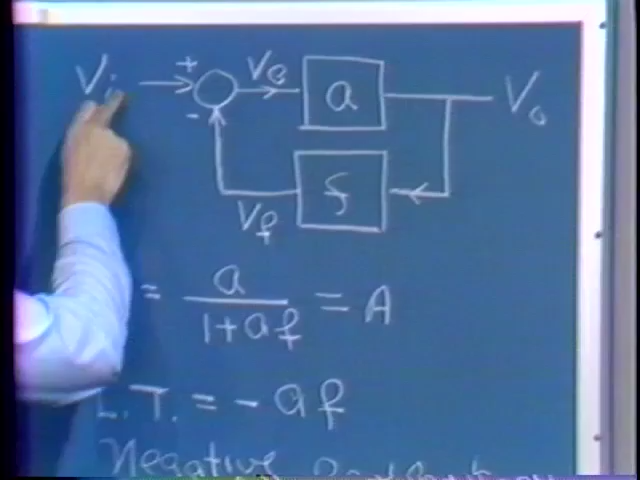 Vi + Ve a Vo
-
f
Vf
= a / 1+af = A
L.T. = - af
Negative